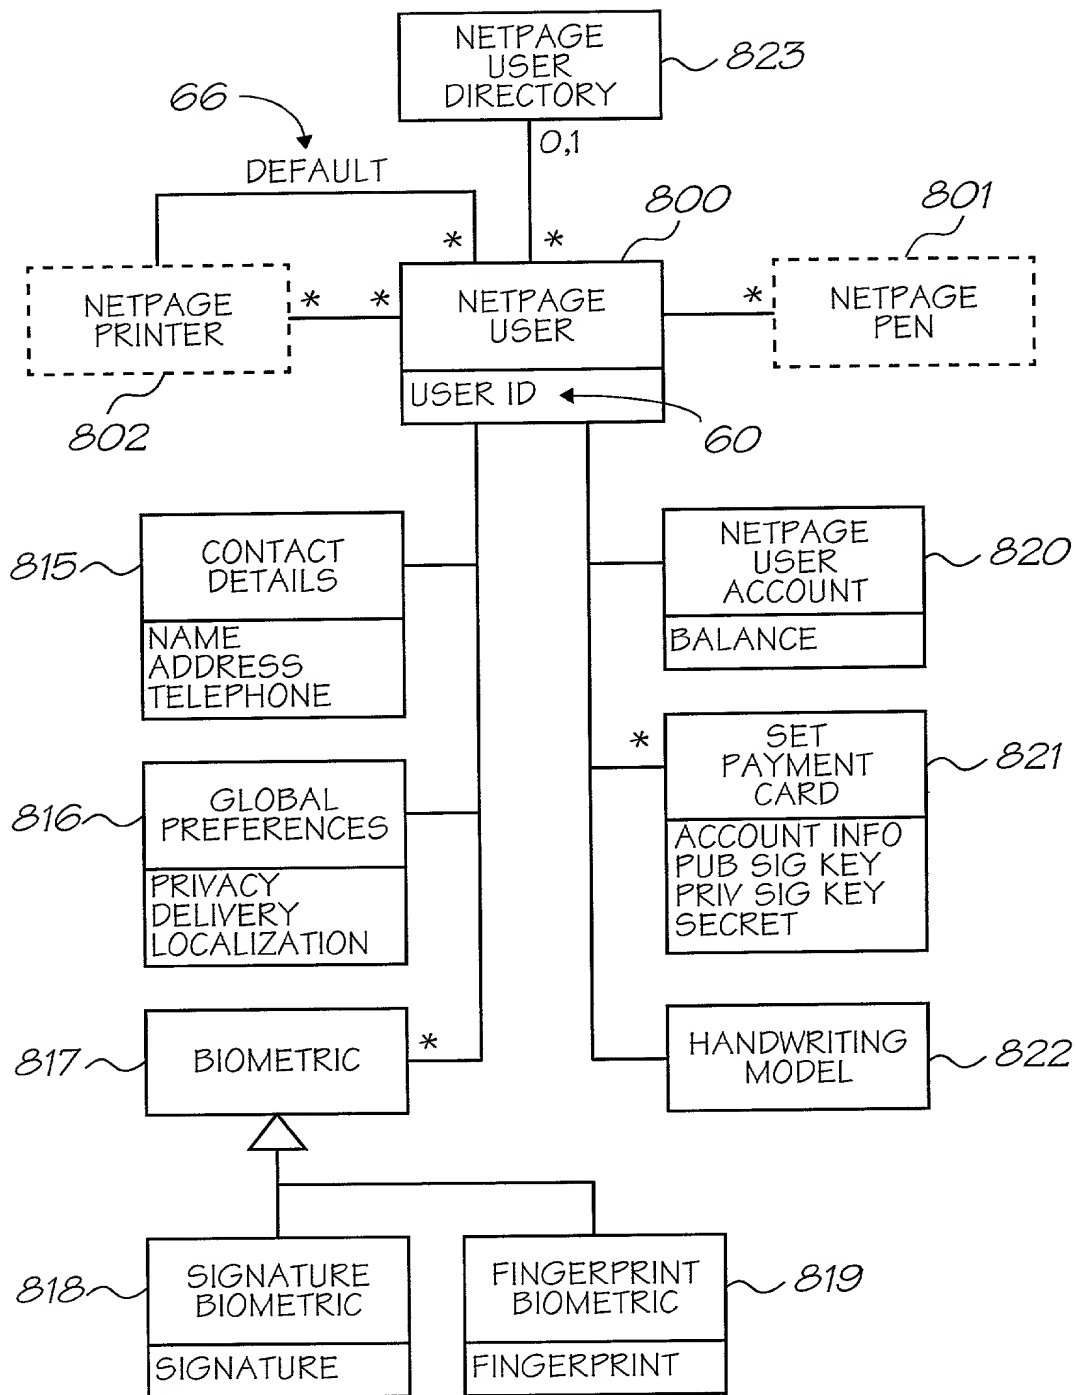 NETPAGE
USER
DIRECTORY
823
66
0,1
DEFAULT
800
801
*
*
NETPAGE
PRINTER
*
*
NETPAGE
USER
*
NETPAGE
PEN
USER ID
802
60
815
CONTACT
DETAILS
NAME
ADDRESS
TELEPHONE
NETPAGE
USER
ACCOUNT
820
BALANCE
816
GLOBAL
PREFERENCES
PRIVACY
DELIVERY
LOCALIZATION
*
SET
PAYMENT
CARD
821
ACCOUNT INFO
PUB SIG KEY
PRIV SIG KEY
SECRET
817
BIOMETRIC
*
HANDWRITING
MODEL
822
818
SIGNATURE
BIOMETRIC
SIGNATURE
FINGERPRINT
BIOMETRIC
819
FINGERPRINT